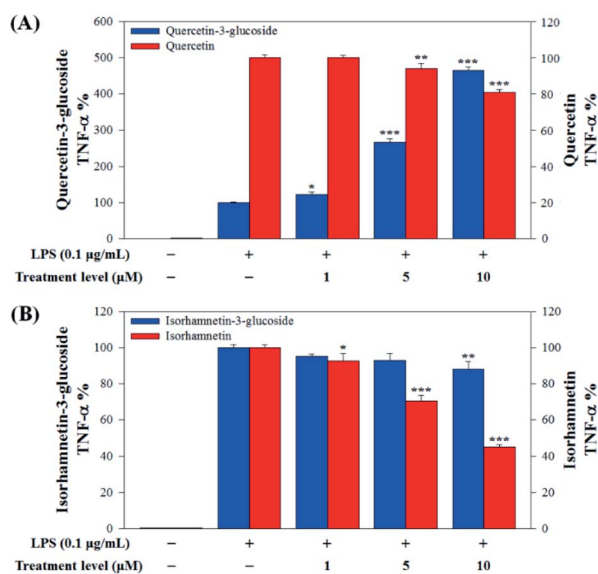 (A)
Quercetin-3-glucoside
Quercetin
Quercetin-3-glucoside
TNF-α %
600
500
400
300
200
100
0
120
100
80
60
40
20
0
Quercetin
TNF-α %
*
***
**
***
***
LPS (0.1 µg/mL) – + + + +
Treatment level (µM) – – 1 5 10
(B)
Isorhamnetin-3-glucoside
Isorhamnetin
Isorhamnetin-3-glucoside
TNF-α %
120
100
80
60
40
20
0
120
100
80
60
40
20
0
Isorhamnetin
TNF-α %
*
***
**
***
LPS (0.1 µg/mL) – + + + +
Treatment level (µM) – – 1 5 10